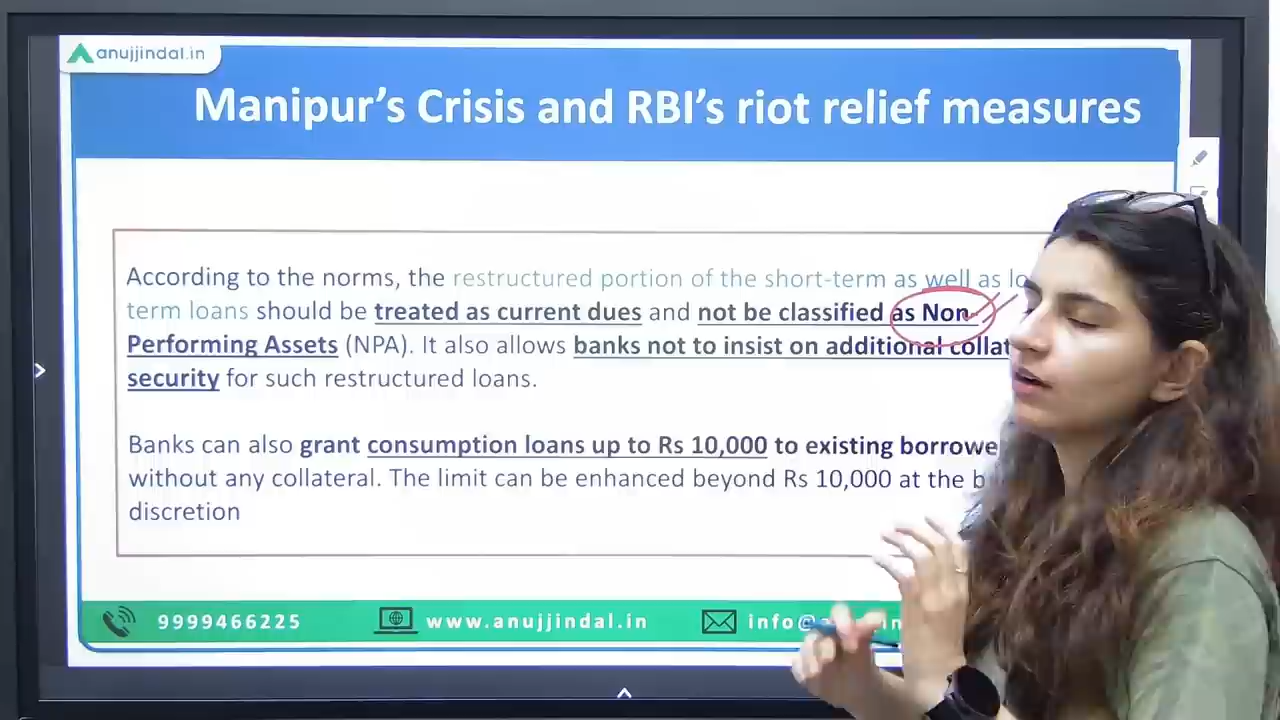 anujjindal.in
Manipur's Crisis and RBI's riot relief measures
According to the norms, the restructured portion of the short-term as well as
term loans should be treated as current dues and not be classified as Non-
Performing Assets (NPA). It also allows banks not to insist on additional
security for such restructured loans.
Banks can also grant consumption loans up to Rs 10,000 to existing
without any collateral. The limit can be enhanced beyond Rs 10,000 at the
discretion
9999466225
www.anujjindal.in